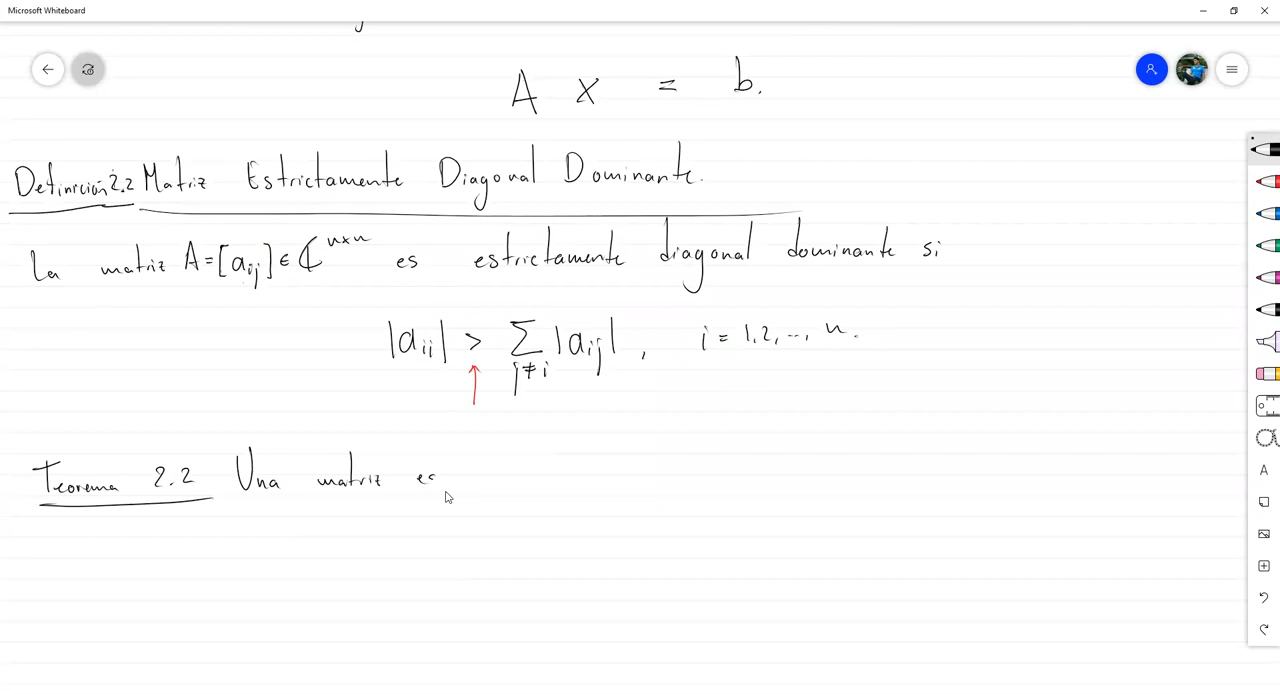 Microsoft Whiteboard
A x = b.
Definición 2.2 Matriz Estrictamente Diagonal Dominante.
La matriz A = [aij] ∈ ℂ^{n×n} es estrictamente diagonal dominante si
|aii| > ∑_{j≠i} |aij|, i = 1,2,..., n.
Teorema 2.2 Una matriz es
A